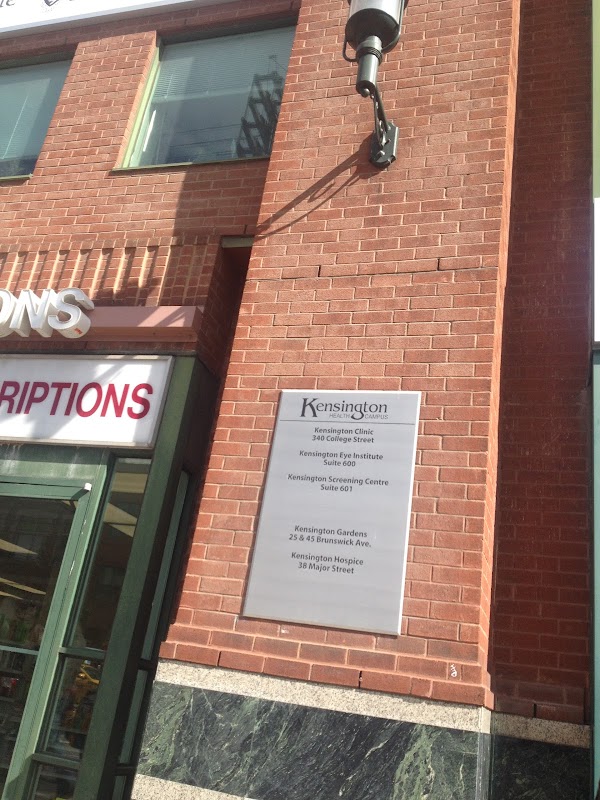 ONS
RIPTIONS
Kensington
HEALTH CAMPUS
Kensington Clinic
340 College Street
Kensington Eye Institute
Suite 600
Kensington Screening Centre
Suite 601
Kensington Gardens
25 & 45 Brunswick Ave.
Kensington Hospice
38 Major Street